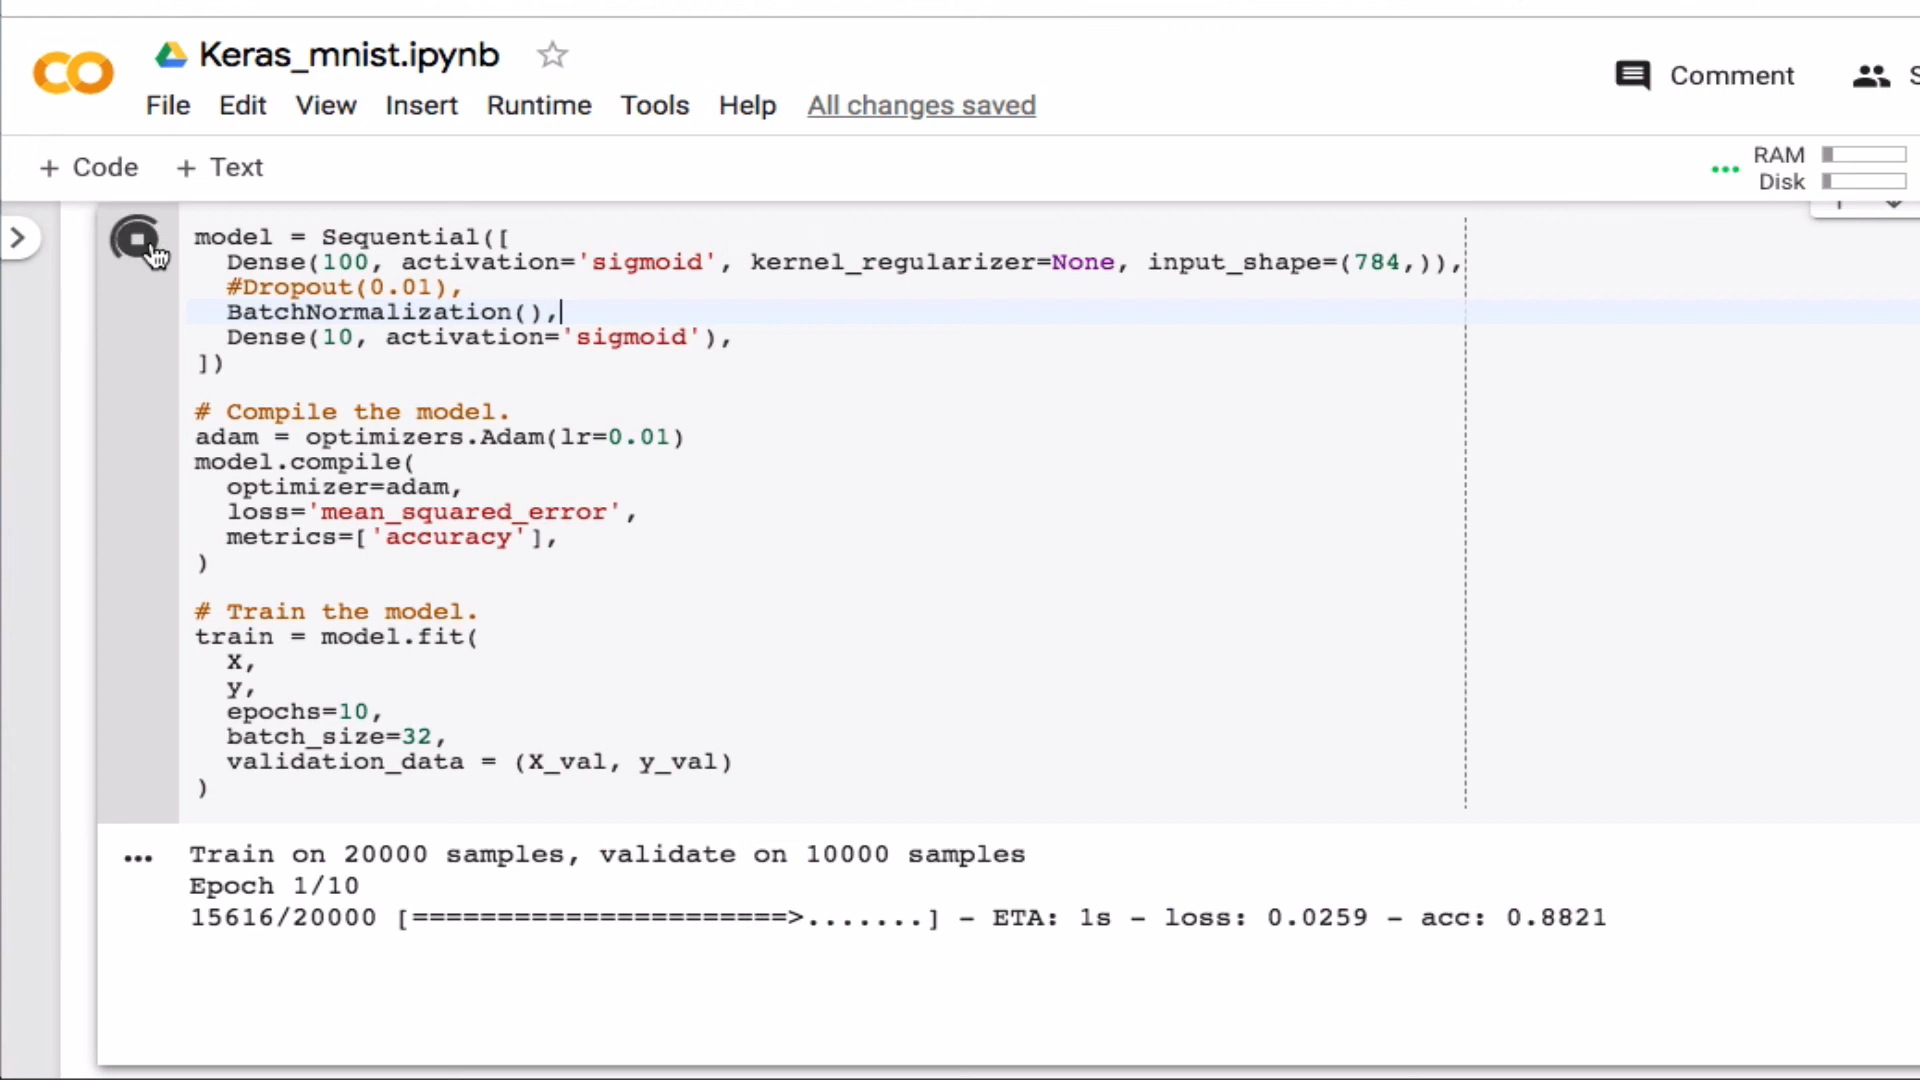 Keras_mnist.ipynb
Comment
File Edit View Insert Runtime Tools Help All changes saved
+ Code + Text
RAM
Disk
model = Sequential([
  Dense(100, activation='sigmoid', kernel_regularizer=None, input_shape=(784,)),
  #Dropout(0.01),
  BatchNormalization(),
  Dense(10, activation='sigmoid'),
])
# Compile the model.
adam = optimizers.Adam(lr=0.01)
model.compile(
  optimizer=adam,
  loss='mean_squared_error',
  metrics=['accuracy'],
)
# Train the model.
train = model.fit(
  X,
  y,
  epochs=10,
  batch_size=32,
  validation_data = (X_val, y_val)
)
Train on 20000 samples, validate on 10000 samples
Epoch 1/10
15616/20000 [======================>.......] - ETA: 1s - loss: 0.0259 - acc: 0.8821